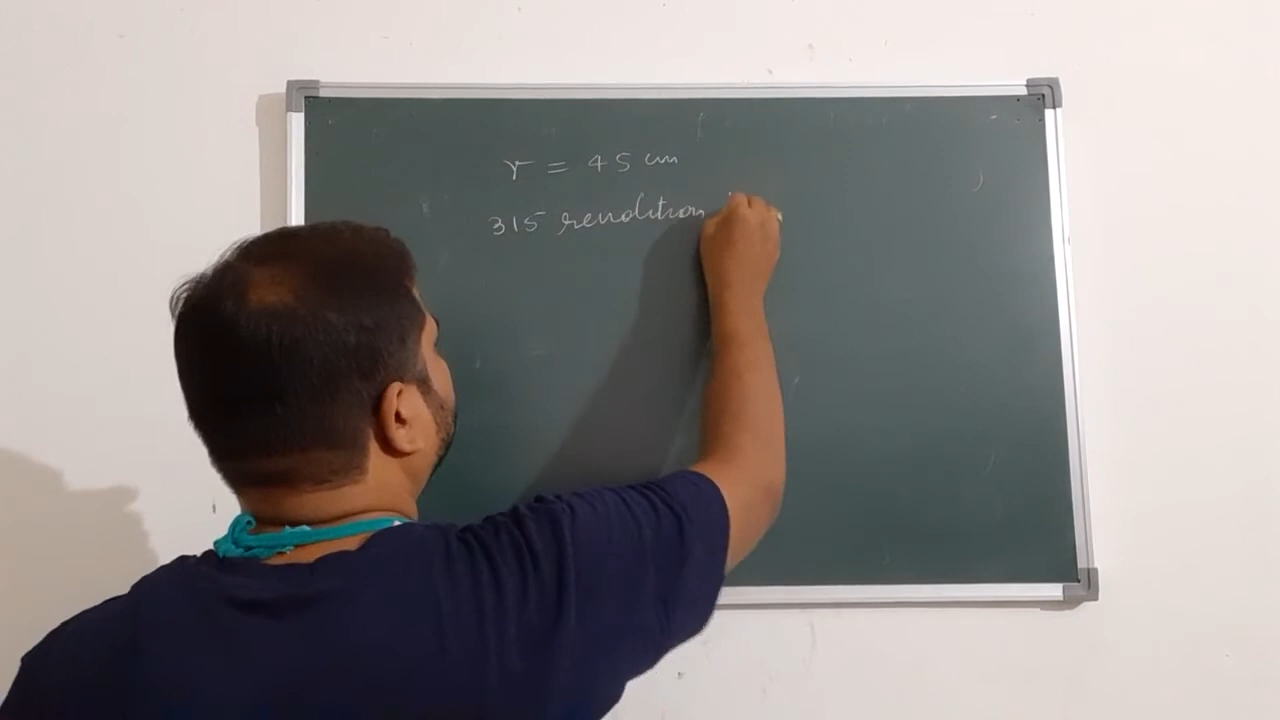 r = 45 cm
315 revolution